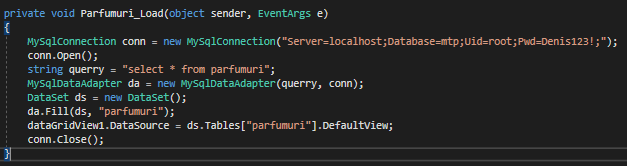 private void Parfumuri_Load(object sender, EventArgs e)
{
MySqlConnection conn = new MySqlConnection("Server=localhost;Database=mtp;Uid=root;Pwd=Denis123!;");
conn.Open();
string querry = "select * from parfumuri";
MySqlDataAdapter da = new MySqlDataAdapter(querry, conn);
DataSet ds = new DataSet();
da.Fill(ds, "parfumuri");
dataGridView1.DataSource = ds.Tables["parfumuri"].DefaultView;
conn.Close();
}